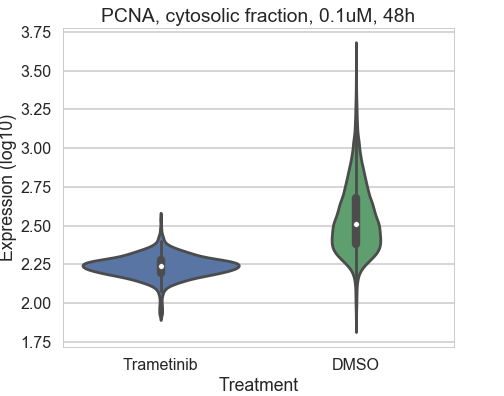 PCNA, cytosolic fraction, 0.1uM, 48h
3.75
3.50
3.25
3.00
2.75
2.50
2.25
2.00
1.75
Expression (log10)
Trametinib DMSO
Treatment